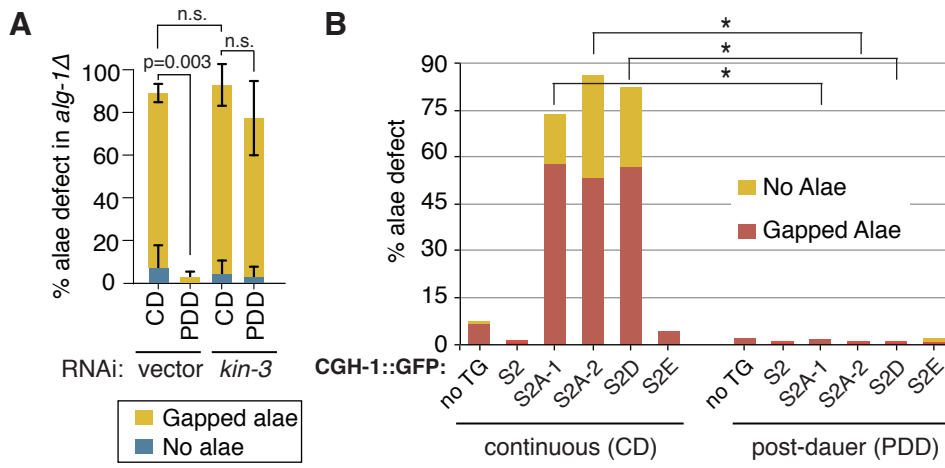 A
n.s.
n.s.
p=0.003
% alae defect in alg-1Δ
100
80
60
40
20
0
CD
PDD
CD
PDD
RNAi: vector kin-3
Gapped alae
No alae
B
*
*
*
% alae defect
90
75
60
45
30
15
0
No Alae
Gapped Alae
CGH-1::GFP:
no TG
S2
S2A-1
S2A-2
S2D
S2E
no TG
S2
S2A-1
S2A-2
S2D
S2E
continuous (CD)
post-dauer (PDD)